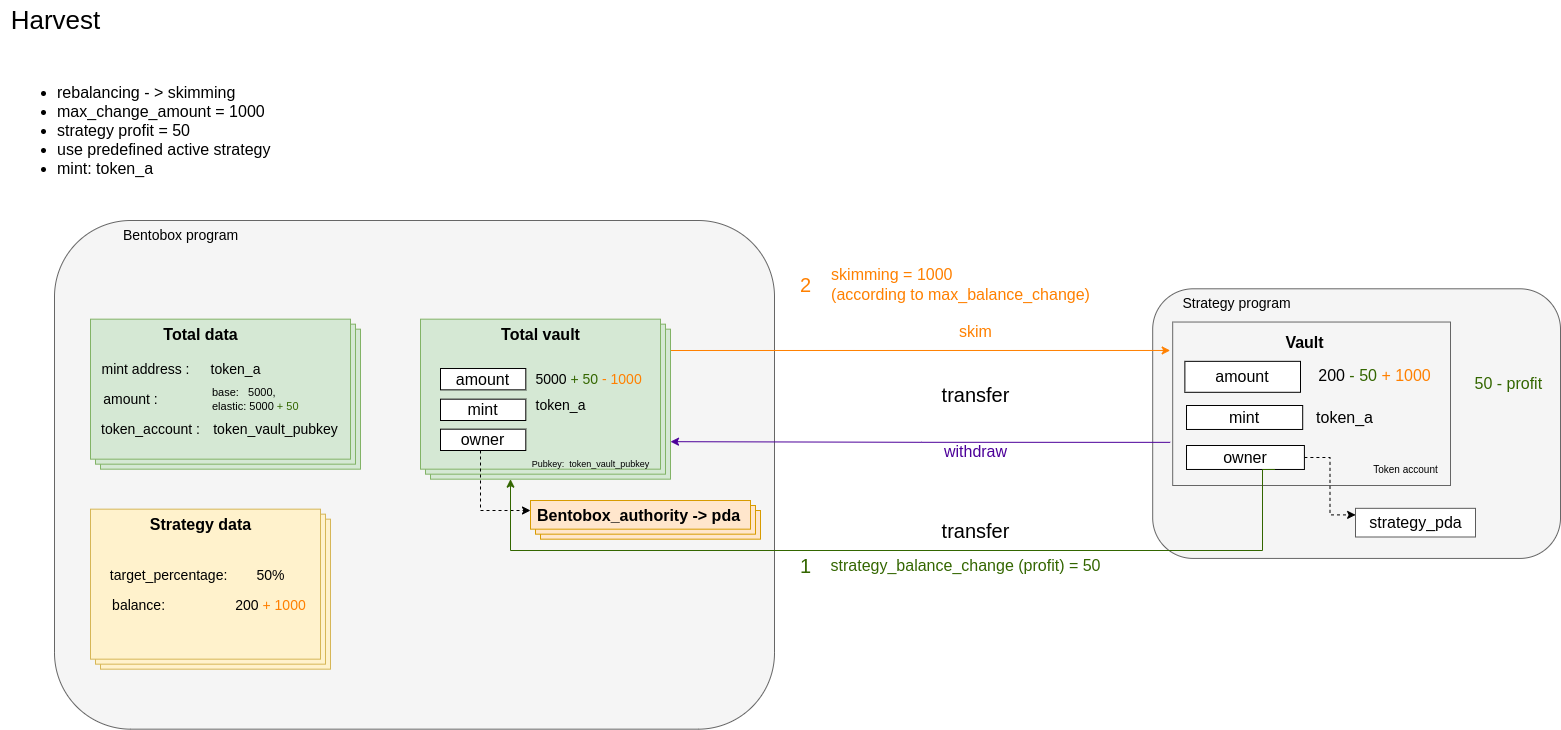 Harvest
rebalancing - > skimming
max_change_amount = 1000
strategy profit = 50
use predefined active strategy
mint: token_a
Bentobox program
Total data
mint address : token_a
amount :
base: 5000,
elastic: 5000 + 50
token_account : token_vault_pubkey
Total vault
amount 5000 + 50 - 1000
mint token_a
owner
Pubkey: token_vault_pubkey
Bentobox_authority -> pda
Strategy data
target_percentage: 50%
balance: 200 + 1000
2
skimming = 1000
(according to max_balance_change)
skim
transfer
withdraw
transfer
1 strategy_balance_change (profit) = 50
Strategy program
Vault
amount 200 - 50 + 1000
50 - profit
mint token_a
owner
Token account
strategy_pda